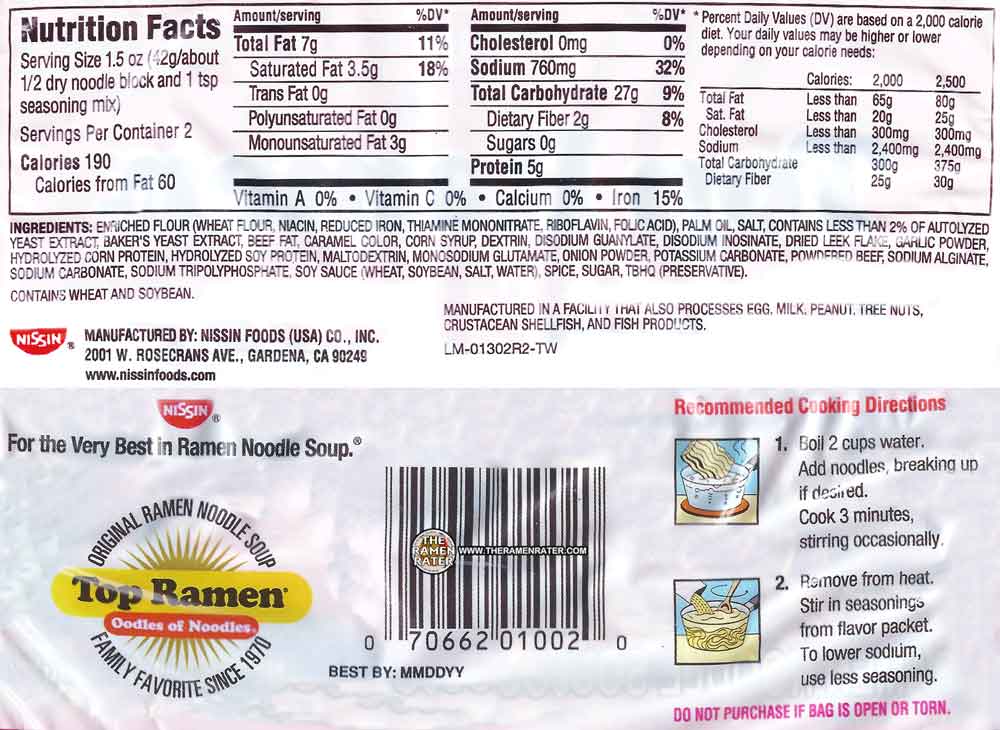 Nutrition Facts
Serving Size 1.5 oz (42g/about
1/2 dry noodle block and 1 tsp
seasoning mix)
Servings Per Container 2
Calories 190
Calories from Fat 60
Amount/serving %DV*
Total Fat 7g 11%
Saturated Fat 3.5g 18%
Trans Fat 0g
Polyunsaturated Fat 0g
Monounsaturated Fat 3g
Amount/serving %DV*
Cholesterol 0mg 0%
Sodium 760mg 32%
Total Carbohydrate 27g 9%
Dietary Fiber 2g 8%
Sugars 0g
Protein 5g
Vitamin A 0% • Vitamin C 0% • Calcium 0% • Iron 15%
* Percent Daily Values (DV) are based on a 2,000 calorie
diet. Your daily values may be higher or lower
depending on your calorie needs:
Calories: 2,000 2,500
Total Fat Less than 65g 80g
Sat. Fat Less than 20g 25g
Cholesterol Less than 300mg 300mg
Sodium Less than 2,400mg 2,400mg
Total Carbohydrate 300g 375g
Dietary Fiber 25g 30g
INGREDIENTS: ENRICHED FLOUR (WHEAT FLOUR, NIACIN, REDUCED IRON, THIAMINE MONONITRATE, RIBOFLAVIN, FOLIC ACID), PALM OIL, SALT, CONTAINS LESS THAN 2% OF AUTOLYZED
YEAST EXTRACT, BAKER'S YEAST EXTRACT, BEEF FAT, CARAMEL COLOR, CORN SYRUP, DEXTRIN, DISODIUM GUANYLATE, DISODIUM INOSINATE, DRIED LEEK FLAKE, GARLIC POWDER,
HYDROLYZED CORN PROTEIN, HYDROLYZED SOY PROTEIN, MALTODEXTRIN, MONOSODIUM GLUTAMATE, ONION POWDER, POTASSIUM CARBONATE, POWDERED BEEF, SODIUM ALGINATE,
SODIUM CARBONATE, SODIUM TRIPOLYPHOSPHATE, SOY SAUCE (WHEAT, SOYBEAN, SALT, WATER), SPICE, SUGAR, TBHQ (PRESERVATIVE).
CONTAINS WHEAT AND SOYBEAN.
MANUFACTURED IN A FACILITY THAT ALSO PROCESSES EGG, MILK, PEANUT, TREE NUTS,
CRUSTACEAN SHELLFISH, AND FISH PRODUCTS.
LM-01302R2-TW
NISSIN®
MANUFACTURED BY: NISSIN FOODS (USA) CO., INC.
2001 W. ROSECRANS AVE., GARDENA, CA 90249
www.nissinfoods.com
NISSIN®
For the Very Best in Ramen Noodle Soup.®
ORIGINAL RAMEN NOODLE SOUP
Top Ramen®
Oodles of Noodles®
FAMILY FAVORITE SINCE 1970
THE
RAMEN
RATER
WWW.THERAMENRATER.COM
0 70662 01002 0
BEST BY: MMDDYY
Recommended Cooking Directions
1. Boil 2 cups water.
Add noodles, breaking up
if desired.
Cook 3 minutes,
stirring occasionally.
2. Remove from heat.
Stir in seasonings
from flavor packet.
To lower sodium,
use less seasoning.
DO NOT PURCHASE IF BAG IS OPEN OR TORN.